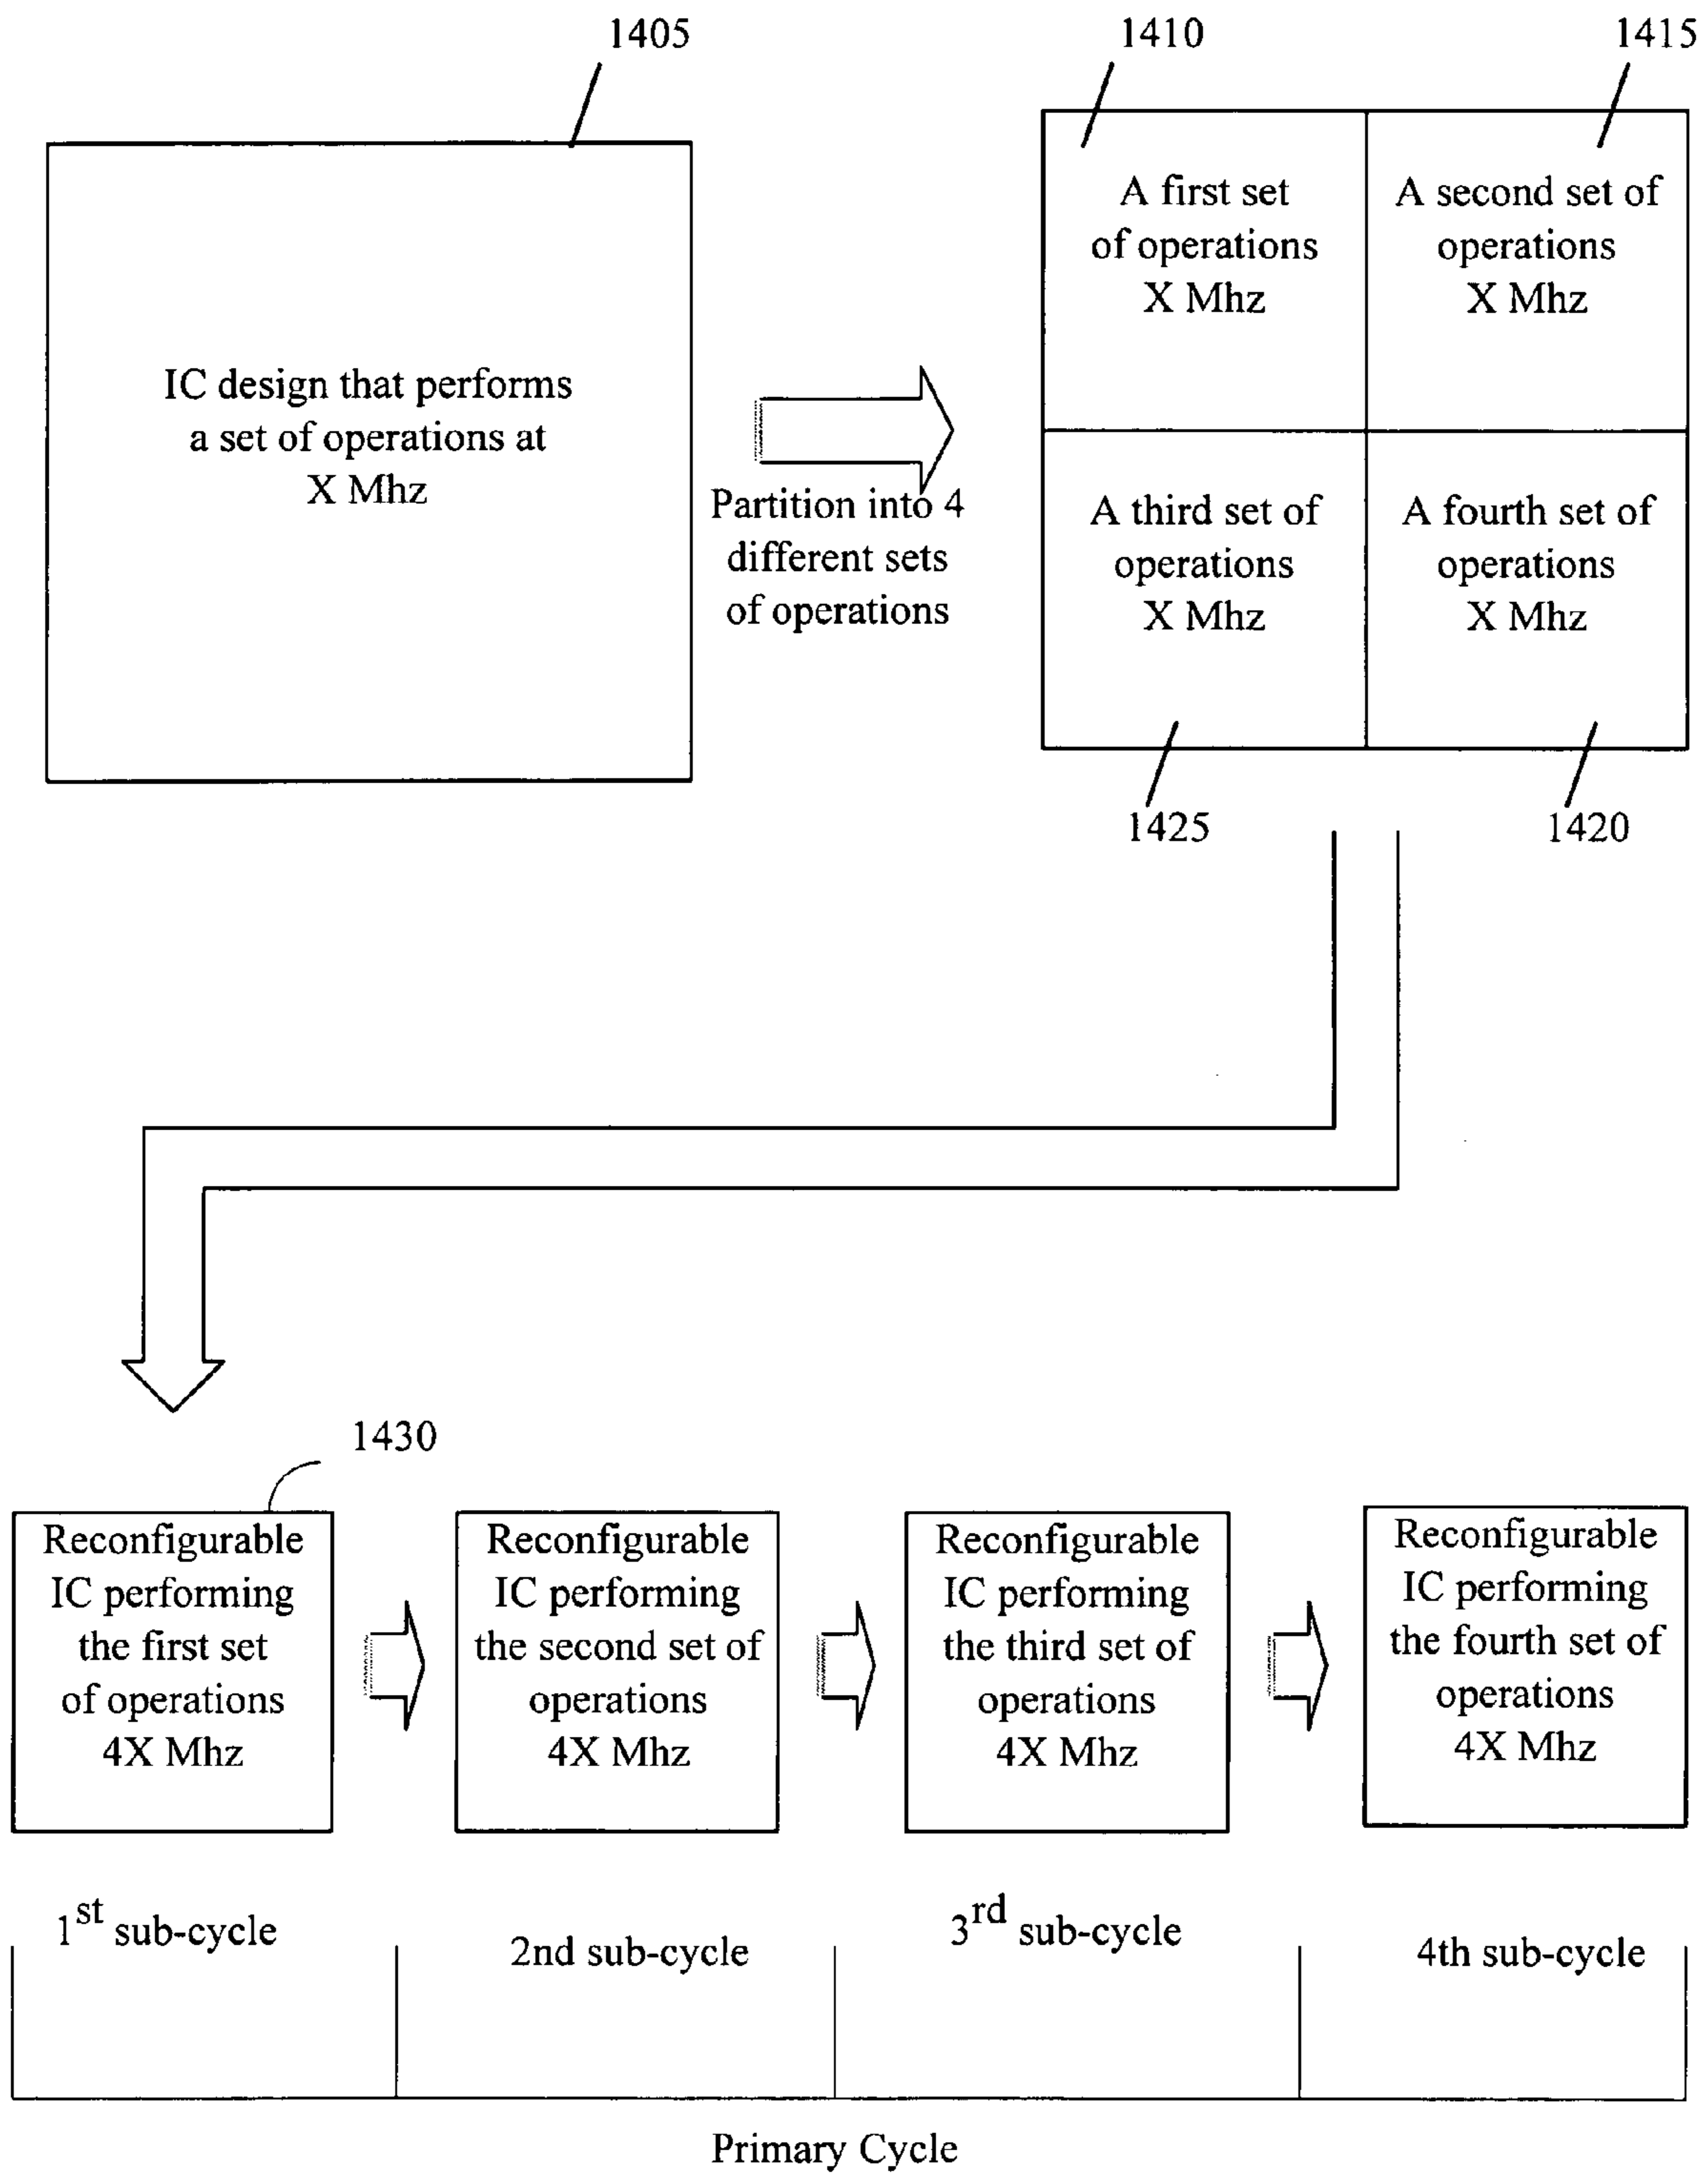 1405
1410
1415
IC design that performs
a set of operations at
X Mhz
Partition into 4
different sets
of operations
A first set
of operations
X Mhz
A second set of
operations
X Mhz
A third set of
operations
X Mhz
A fourth set of
operations
X Mhz
1425
1420
1430
Reconfigurable
IC performing
the first set
of operations
4X Mhz
Reconfigurable
IC performing
the second set of
operations
4X Mhz
Reconfigurable
IC performing
the third set of
operations
4X Mhz
Reconfigurable
IC performing
the fourth set of
operations
4X Mhz
1st sub-cycle
2nd sub-cycle
3rd sub-cycle
4th sub-cycle
Primary Cycle